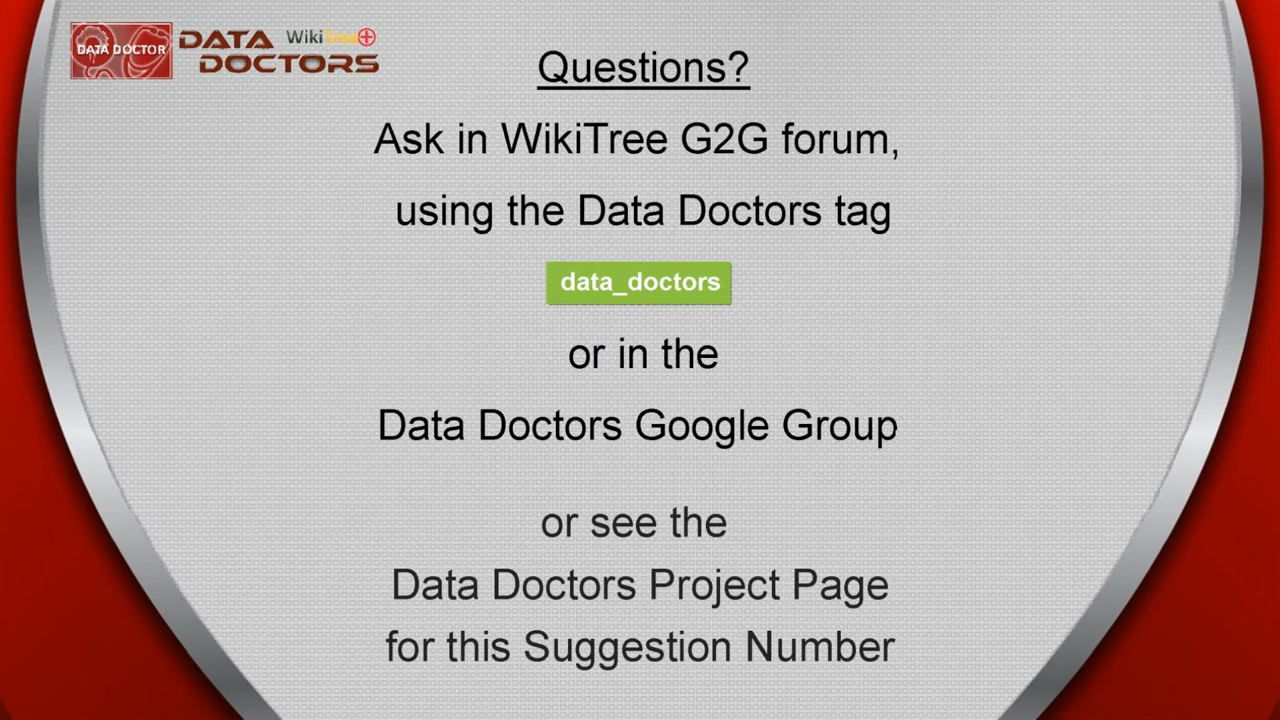 DATA DOCTOR
DATA
WikiTree
DOCTORS
Questions?
Ask in WikiTree G2G forum,
using the Data Doctors tag
data_doctors
or in the
Data Doctors Google Group
or see the
Data Doctors Project Page
for this Suggestion Number